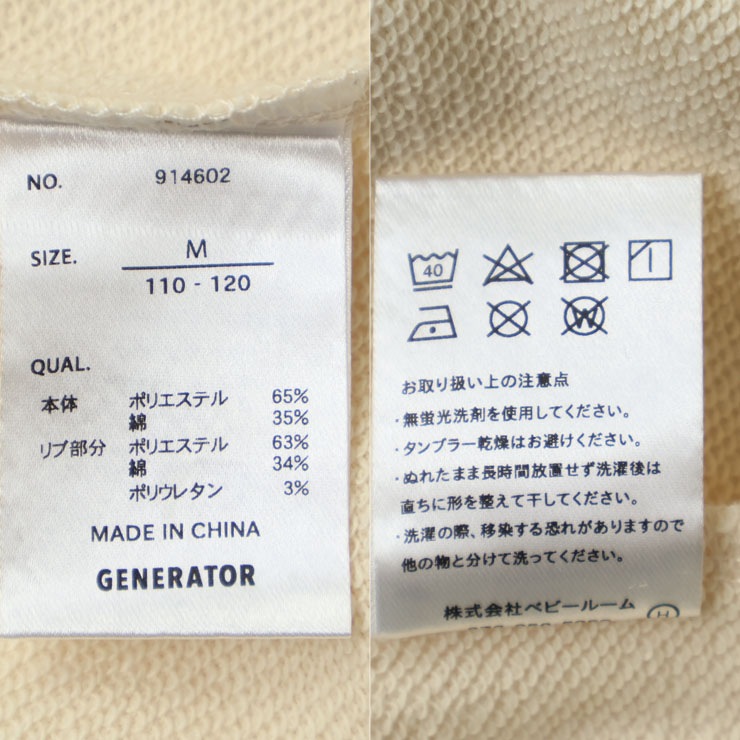 NO. 914602
SIZE. M
110 - 120
QUAL.
本体 ポリエステル 65%
綿 35%
リブ部分 ポリエステル 63%
綿 34%
ポリウレタン 3%
MADE IN CHINA
GENERATOR
40
W
お取り扱い上の注意点
・無蛍光洗剤を使用してください。
・タンブラー乾燥はお避けください。
・ぬれたまま長時間放置せず洗濯後は
直ちに形を整えて干してください。
・洗濯の際、移染する恐れがありますので
他の物と分けて洗ってください。
株式会社ベビールーム
H